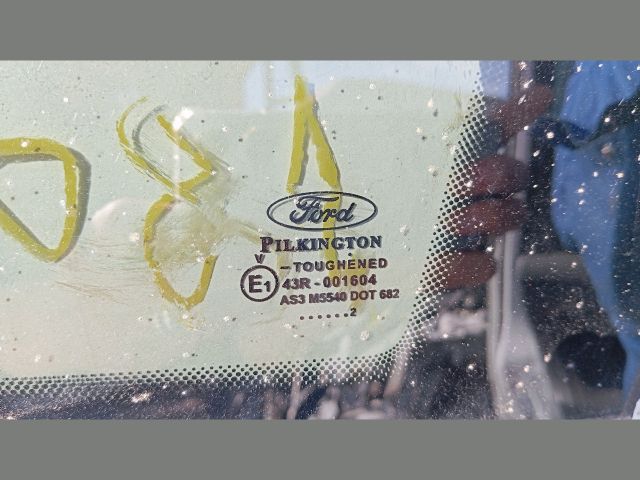 Ford
PILKINGTON
V
-TOUGHENED
E1
43R-001604
AS3 M5540 DOT 682
......2